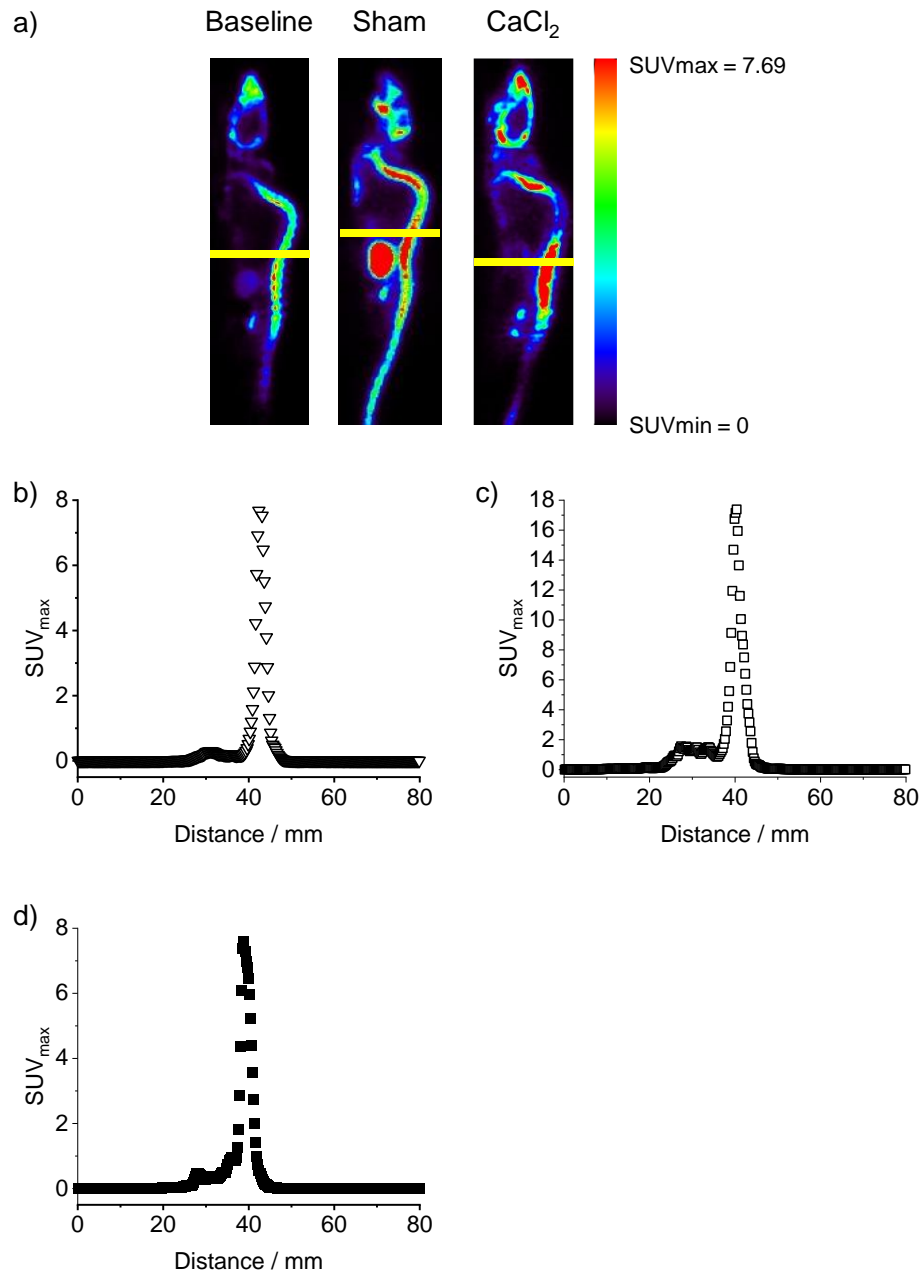 a)
Baseline Sham CaCl₂
SUVmax = 7.69
SUVmin = 0
b)
8
6
4
2
0
SUVmax
0 20 40 60 80
Distance / mm
c)
18
16
14
12
10
8
6
4
2
0
SUVmax
0 20 40 60 80
Distance / mm
d)
8
6
4
2
0
SUVmax
0 20 40 60 80
Distance / mm